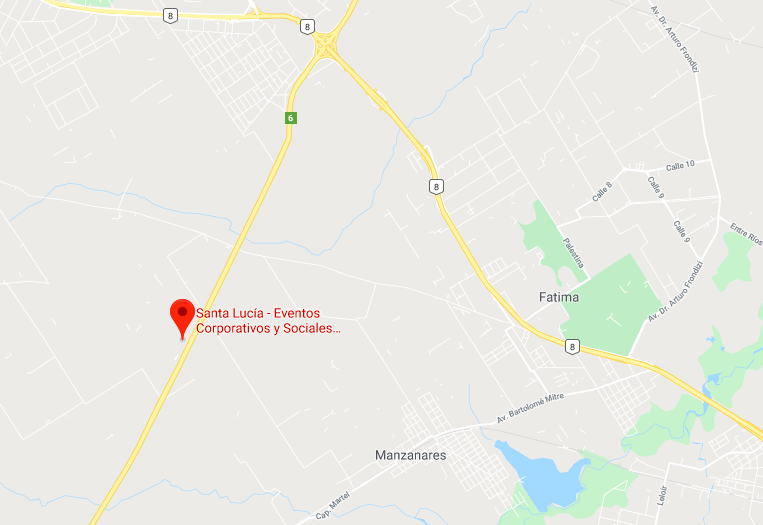 8
8
Av. Dr. Arturo Frondizi
6
8
Calle 10
Calle 8
Calle 9
Calle 9
Entre Ríos
Palestina
Av. Dr. Arturo Frondizi
Fatima
Santa Lucía - Eventos
Corporativos y Sociales...
8
Av. Bartolomé Mitre
Manzanares
Cap. Martel
Leloir